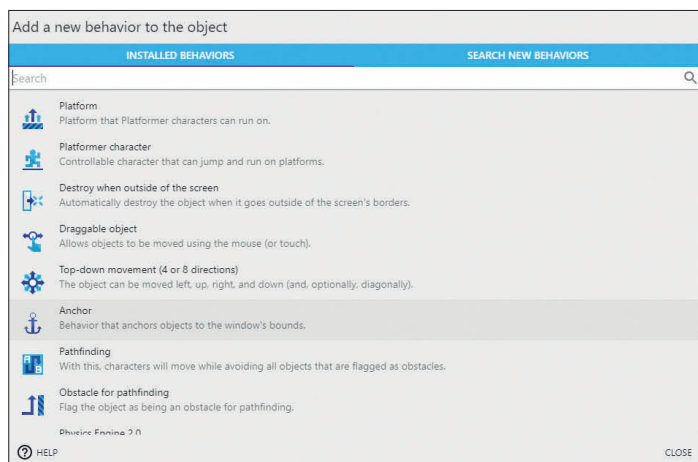 Add a new behavior to the object
INSTALLED BEHAVIORS
SEARCH NEW BEHAVIORS
Search
Platform
Platform that Platformer characters can run on.
Platformer character
Controllable character that can jump and run on platforms.
Destroy when outside of the screen
Automatically destroy the object when it goes outside of the screen's borders.
Draggable object
Allows objects to be moved using the mouse (or touch).
Top-down movement (4 or 8 directions)
The object can be moved left, up, right, and down (and, optionally, diagonally).
Anchor
Behavior that anchors objects to the window's bounds.
Pathfinding
With this, characters will move while avoiding all objects that are flagged as obstacles.
Obstacle for pathfinding
Flag the object as being an obstacle for pathfinding.
Physics Engine 2.0
HELP
CLOSE